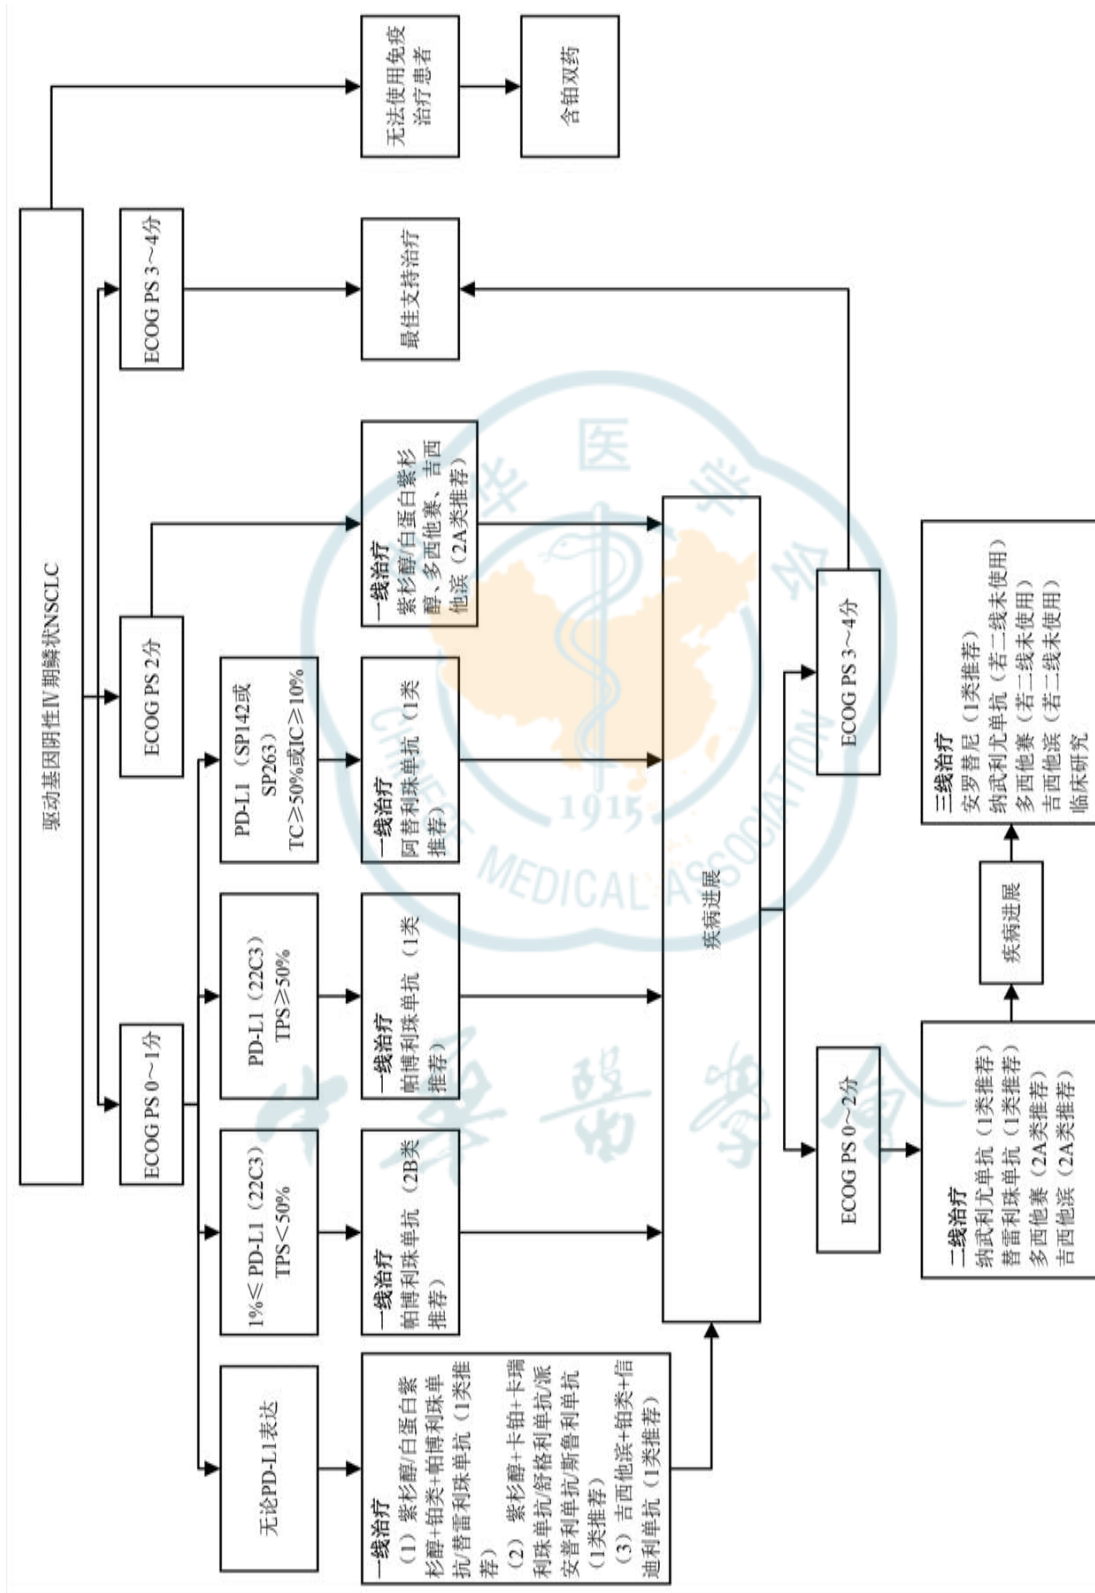 驱动基因阴性Ⅳ期鳞状NSCLC
ECOG PS 0～1分
ECOG PS 2分
ECOG PS 3～4分
无论PD-L1表达
1%≤ PD-L1（22C3）
TPS＜50%
PD-L1（22C3）
TPS≥50%
PD-L1 （SP142或
SP263）
TC≥50%或IC≥10%
一线治疗
（1）紫杉醇/白蛋白紫
杉醇+铂类+帕博利珠单
抗/替雷利珠单抗（1类推
荐）
（2） 紫杉醇+卡铂+卡瑞
利珠单抗/舒格利单抗/派
安普利单抗/斯鲁利单抗
（1类推荐）
（3）吉西他滨+铂类+信
迪利单抗（1类推荐）
一线治疗
帕博利珠单抗（2B类
推荐）
一线治疗
帕博利珠单抗（1类
推荐）
一线治疗
阿替利珠单抗（1类
推荐）
一线治疗
紫杉醇/白蛋白紫杉
醇、多西他赛、吉西
他滨（2A类推荐）
最佳支持治疗
无法使用免疫
治疗患者
含铂双药
疾病进展
ECOG PS 0～2分
ECOG PS 3～4分
二线治疗
纳武利尤单抗（1类推荐）
替雷利珠单抗（1类推荐）
多西他赛（2A类推荐）
吉西他滨（2A类推荐）
疾病进展
三线治疗
安罗替尼（1类推荐）
纳武利尤单抗（若二线未使用）
多西他赛（若二线未使用）
吉西他滨（若二线未使用）
临床研究
中华医学会
CHINESE MEDICAL ASSOCIATION
1915
中華醫學會